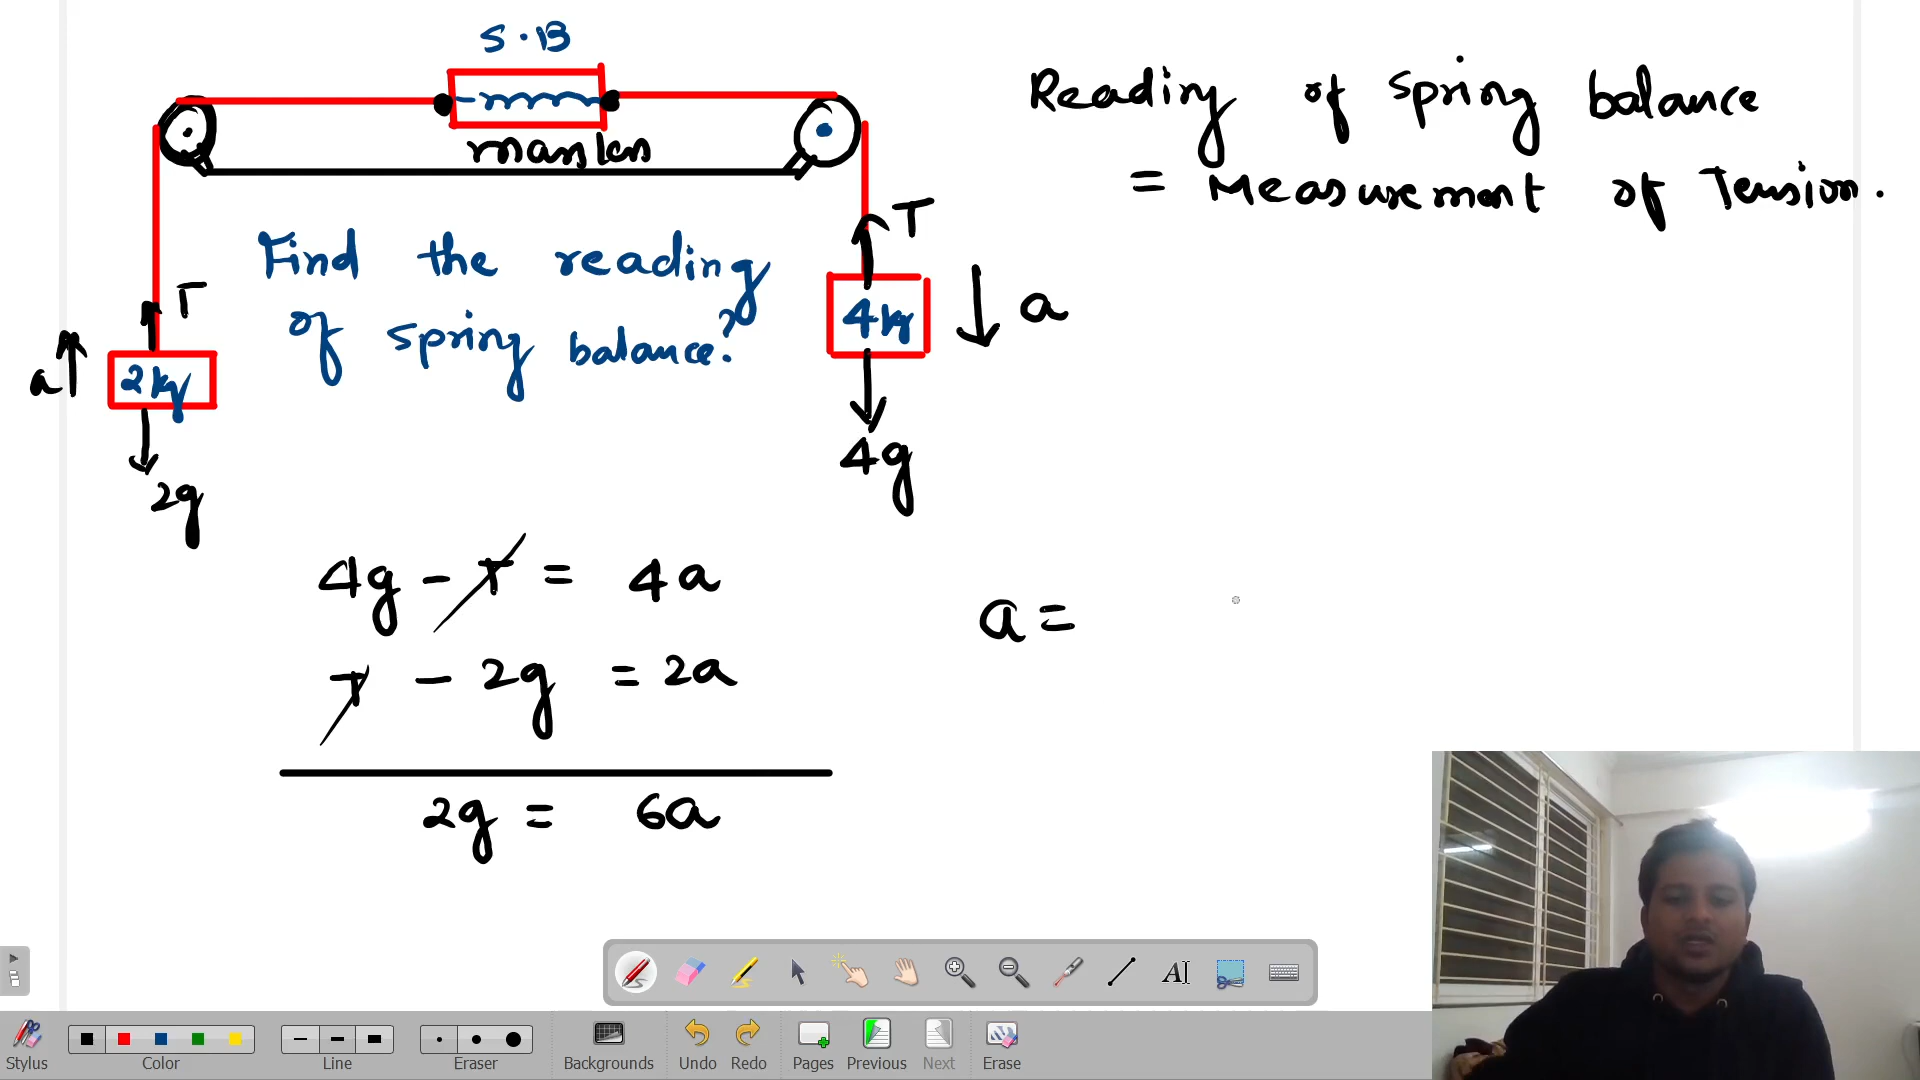 S.B
massless
Reading of spring balance
= Measurement of Tension.
Find the reading
of spring balance?
T
T
a
2kg
2g
4kg
a
4g
4g - T = 4a
T - 2g = 2a
2g = 6a
a =
Stylus
Color
Line
Eraser
Backgrounds
Undo
Redo
Pages
Previous
Next
Erase